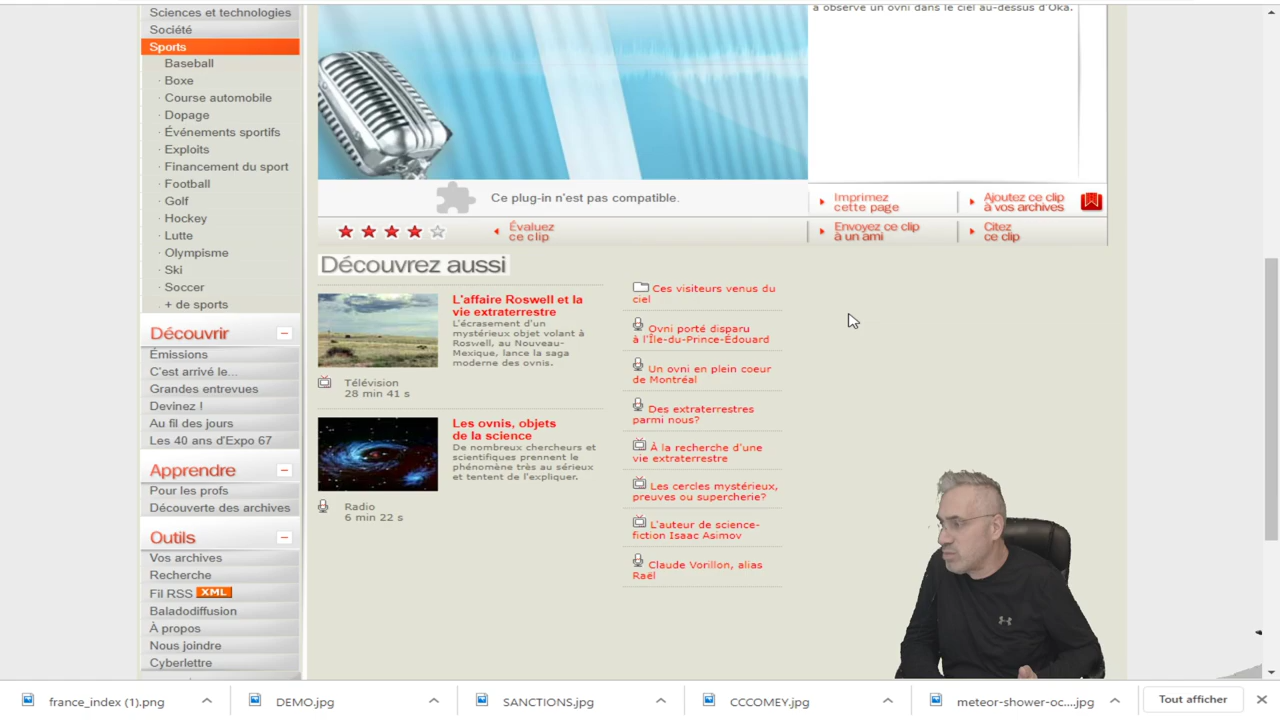 Sciences et technologies
Société
Sports
Baseball
· Boxe
· Course automobile
· Dopage
· Événements sportifs
· Exploits
· Financement du sport
· Football
· Golf
· Hockey
· Lutte
· Olympisme
· Ski
· Soccer
+ de sports
Découvrir
Émissions
C'est arrivé le...
Grandes entrevues
Devinez !
Au fil des jours
Les 40 ans d'Expo 67
Apprendre
Pour les profs
Découverte des archives
Outils
Vos archives
Recherche
Fil RSS XML
Baladodiffusion
À propos
Nous joindre
Cyberlettre
a observé un ovni dans le ciel au-dessus d'Oka.
Ce plug-in n'est pas compatible.
Imprimez
cette page
Ajoutez ce clip
à vos archives
Évaluez
ce clip
Envoyez ce clip
à un ami
Citez
ce clip
Découvrez aussi
L'affaire Roswell et la
vie extraterrestre
L'écrasement d'un
mystérieux objet volant à
Roswell, au Nouveau-
Mexique, lance la saga
moderne des ovnis.
Télévision
28 min 41 s
Les ovnis, objets
de la science
De nombreux chercheurs et
scientifiques prennent le
phénomène très au sérieux
et tentent de l'expliquer.
Radio
6 min 22 s
Ces visiteurs venus du
ciel
Ovni porté disparu
à l'Île-du-Prince-Édouard
Un ovni en plein coeur
de Montréal
Des extraterrestres
parmi nous?
À la recherche d'une
vie extraterrestre
Les cercles mystérieux,
preuves ou supercherie?
L'auteur de science-
fiction Isaac Asimov
Claude Vorillon, alias
Raël
france_index (1).png
DEMO.jpg
SANCTIONS.jpg
CCCOMEY.jpg
meteor-shower-oc....jpg
Tout afficher